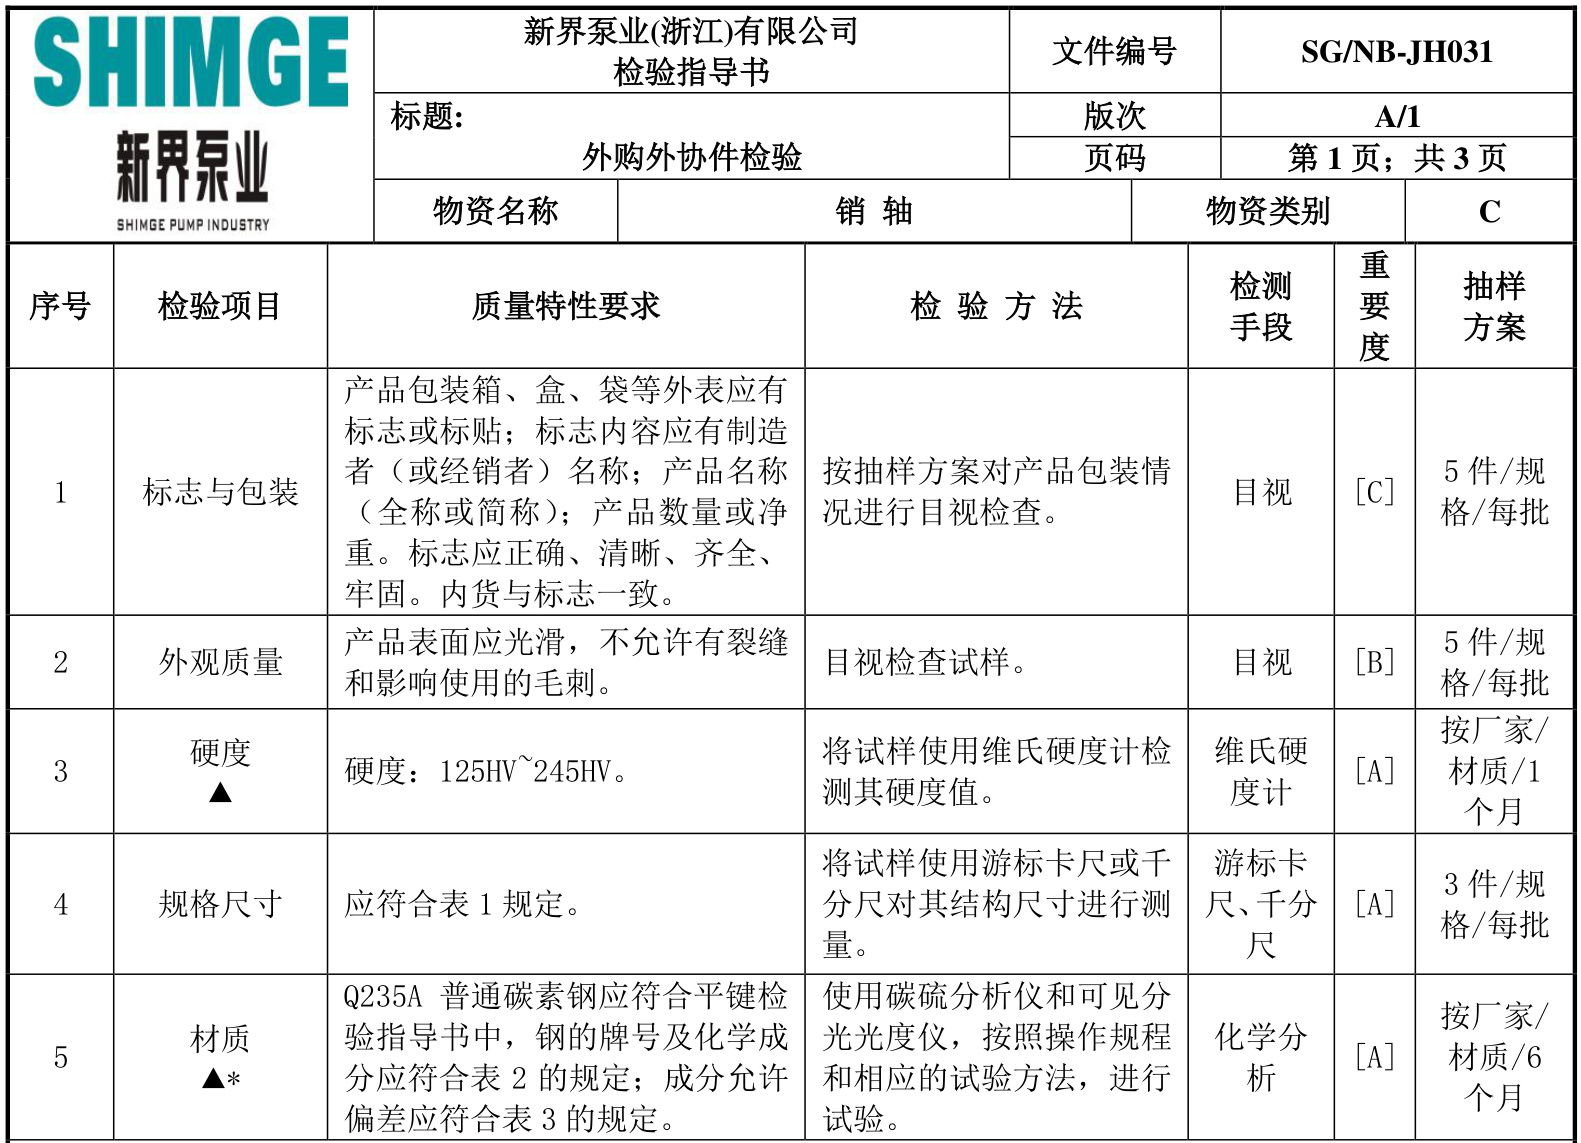 SHIMGE
新界泵业
SHIMGE PUMP INDUSTRY
新界泵业(浙江)有限公司
检验指导书
文件编号
SG/NB-JH031
标题:
外购外协件检验
版次
A/1
页码
第 1 页；共 3 页
物资名称
销 轴
物资类别
C
序号
检验项目
质量特性要求
检 验 方 法
检测
手段
重
要
度
抽样
方案
1
标志与包装
产品包装箱、盒、袋等外表应有
标志或标贴；标志内容应有制造
者（或经销者）名称；产品名称
（全称或简称）；产品数量或净
重。标志应正确、清晰、齐全、
牢固。内货与标志一致。
按抽样方案对产品包装情
况进行目视检查。
目视
[C]
5 件/规
格/每批
2
外观质量
产品表面应光滑，不允许有裂缝
和影响使用的毛刺。
目视检查试样。
目视
[B]
5 件/规
格/每批
3
硬度
▲
硬度：125HV~245HV。
将试样使用维氏硬度计检
测其硬度值。
维氏硬
度计
[A]
按厂家/
材质/1
个月
4
规格尺寸
应符合表 1 规定。
将试样使用游标卡尺或千
分尺对其结构尺寸进行测
量。
游标卡
尺、千分
尺
[A]
3 件/规
格/每批
5
材质
▲*
Q235A 普通碳素钢应符合平键检
验指导书中，钢的牌号及化学成
分应符合表 2 的规定；成分允许
偏差应符合表 3 的规定。
使用碳硫分析仪和可见分
光光度仪，按照操作规程
和相应的试验方法，进行
试验。
化学分
析
[A]
按厂家/
材质/6
个月